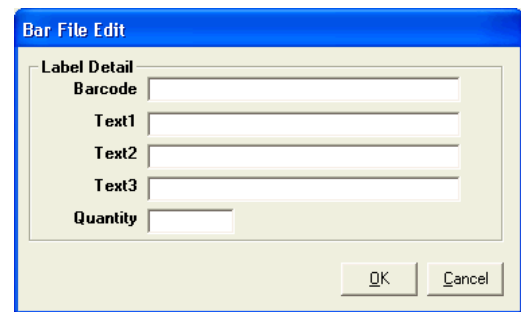 Bar File Edit
Label Detail
Barcode
Text1
Text2
Text3
Quantity
OK Cancel